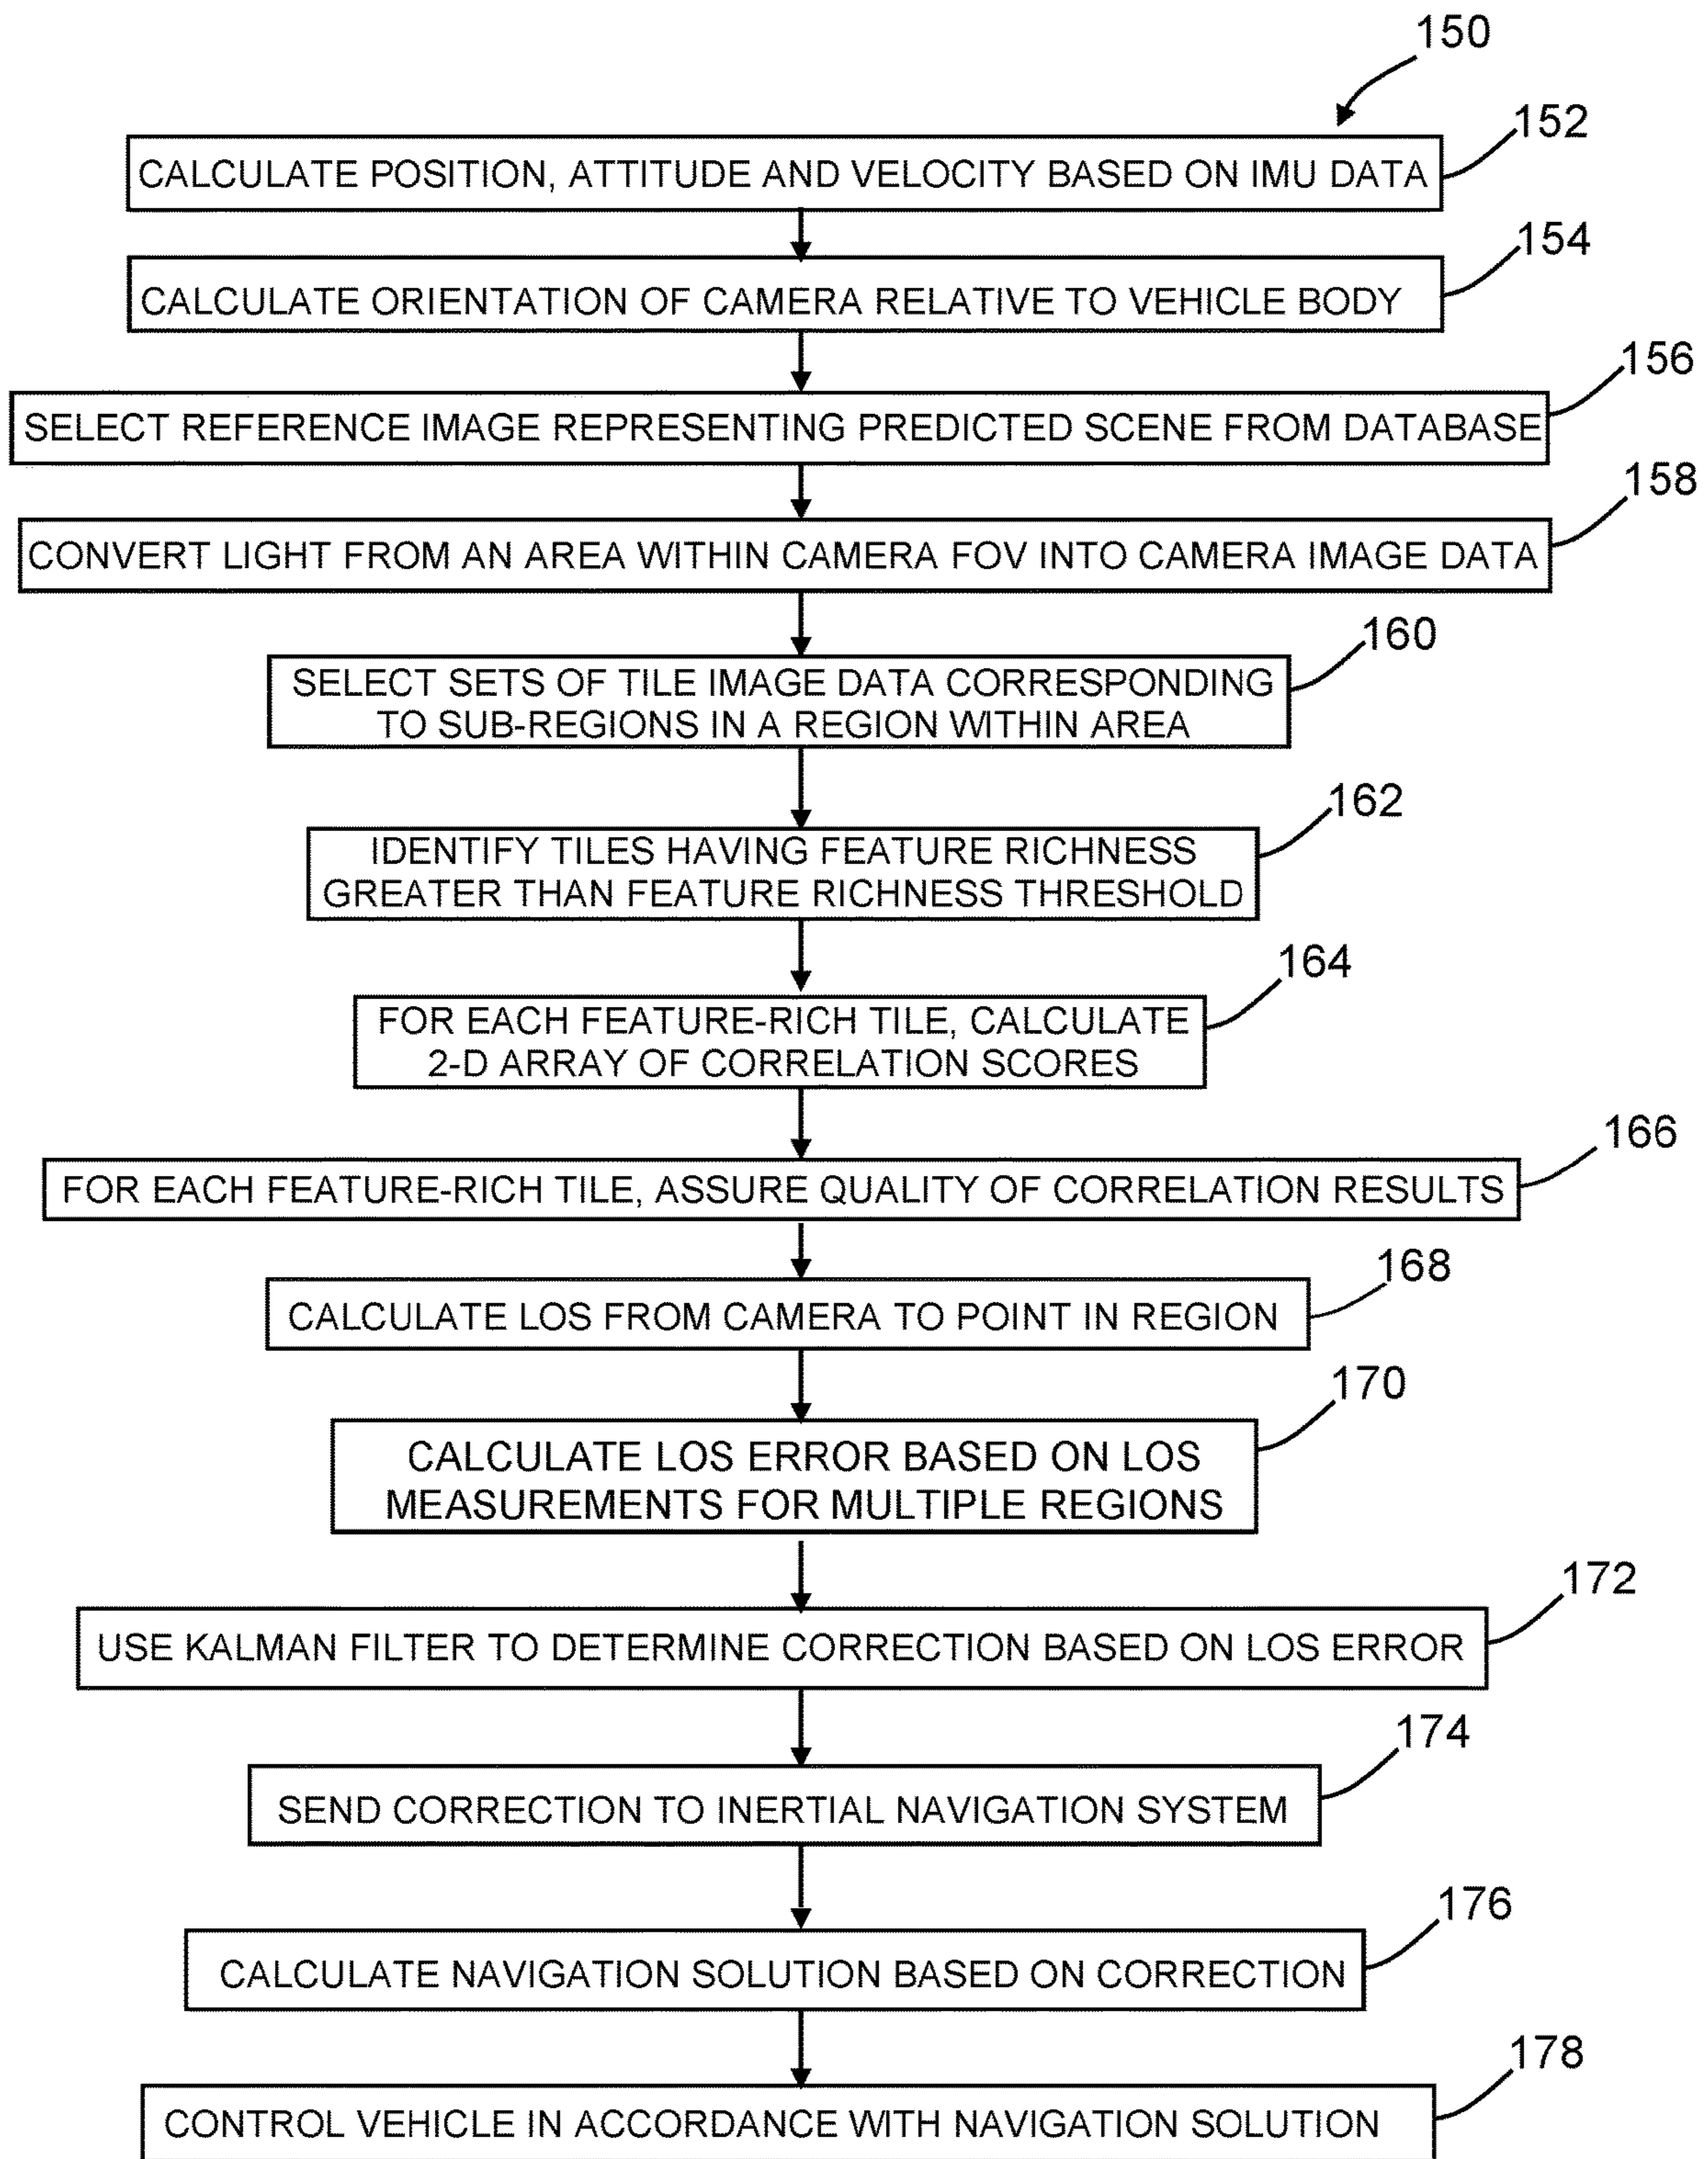 150
152
CALCULATE POSITION, ATTITUDE AND VELOCITY BASED ON IMU DATA
154
CALCULATE ORIENTATION OF CAMERA RELATIVE TO VEHICLE BODY
156
SELECT REFERENCE IMAGE REPRESENTING PREDICTED SCENE FROM DATABASE
158
CONVERT LIGHT FROM AN AREA WITHIN CAMERA FOV INTO CAMERA IMAGE DATA
160
SELECT SETS OF TILE IMAGE DATA CORRESPONDING
TO SUB-REGIONS IN A REGION WITHIN AREA
162
IDENTIFY TILES HAVING FEATURE RICHNESS
GREATER THAN FEATURE RICHNESS THRESHOLD
164
FOR EACH FEATURE-RICH TILE, CALCULATE
2-D ARRAY OF CORRELATION SCORES
166
FOR EACH FEATURE-RICH TILE, ASSURE QUALITY OF CORRELATION RESULTS
168
CALCULATE LOS FROM CAMERA TO POINT IN REGION
170
CALCULATE LOS ERROR BASED ON LOS
MEASUREMENTS FOR MULTIPLE REGIONS
172
USE KALMAN FILTER TO DETERMINE CORRECTION BASED ON LOS ERROR
174
SEND CORRECTION TO INERTIAL NAVIGATION SYSTEM
176
CALCULATE NAVIGATION SOLUTION BASED ON CORRECTION
178
CONTROL VEHICLE IN ACCORDANCE WITH NAVIGATION SOLUTION